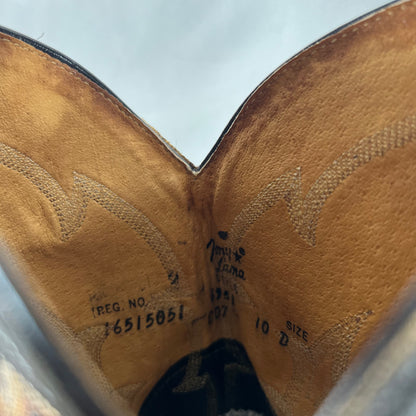 Tony
Lama
REG. NO.
16515051
SIZE
10 D